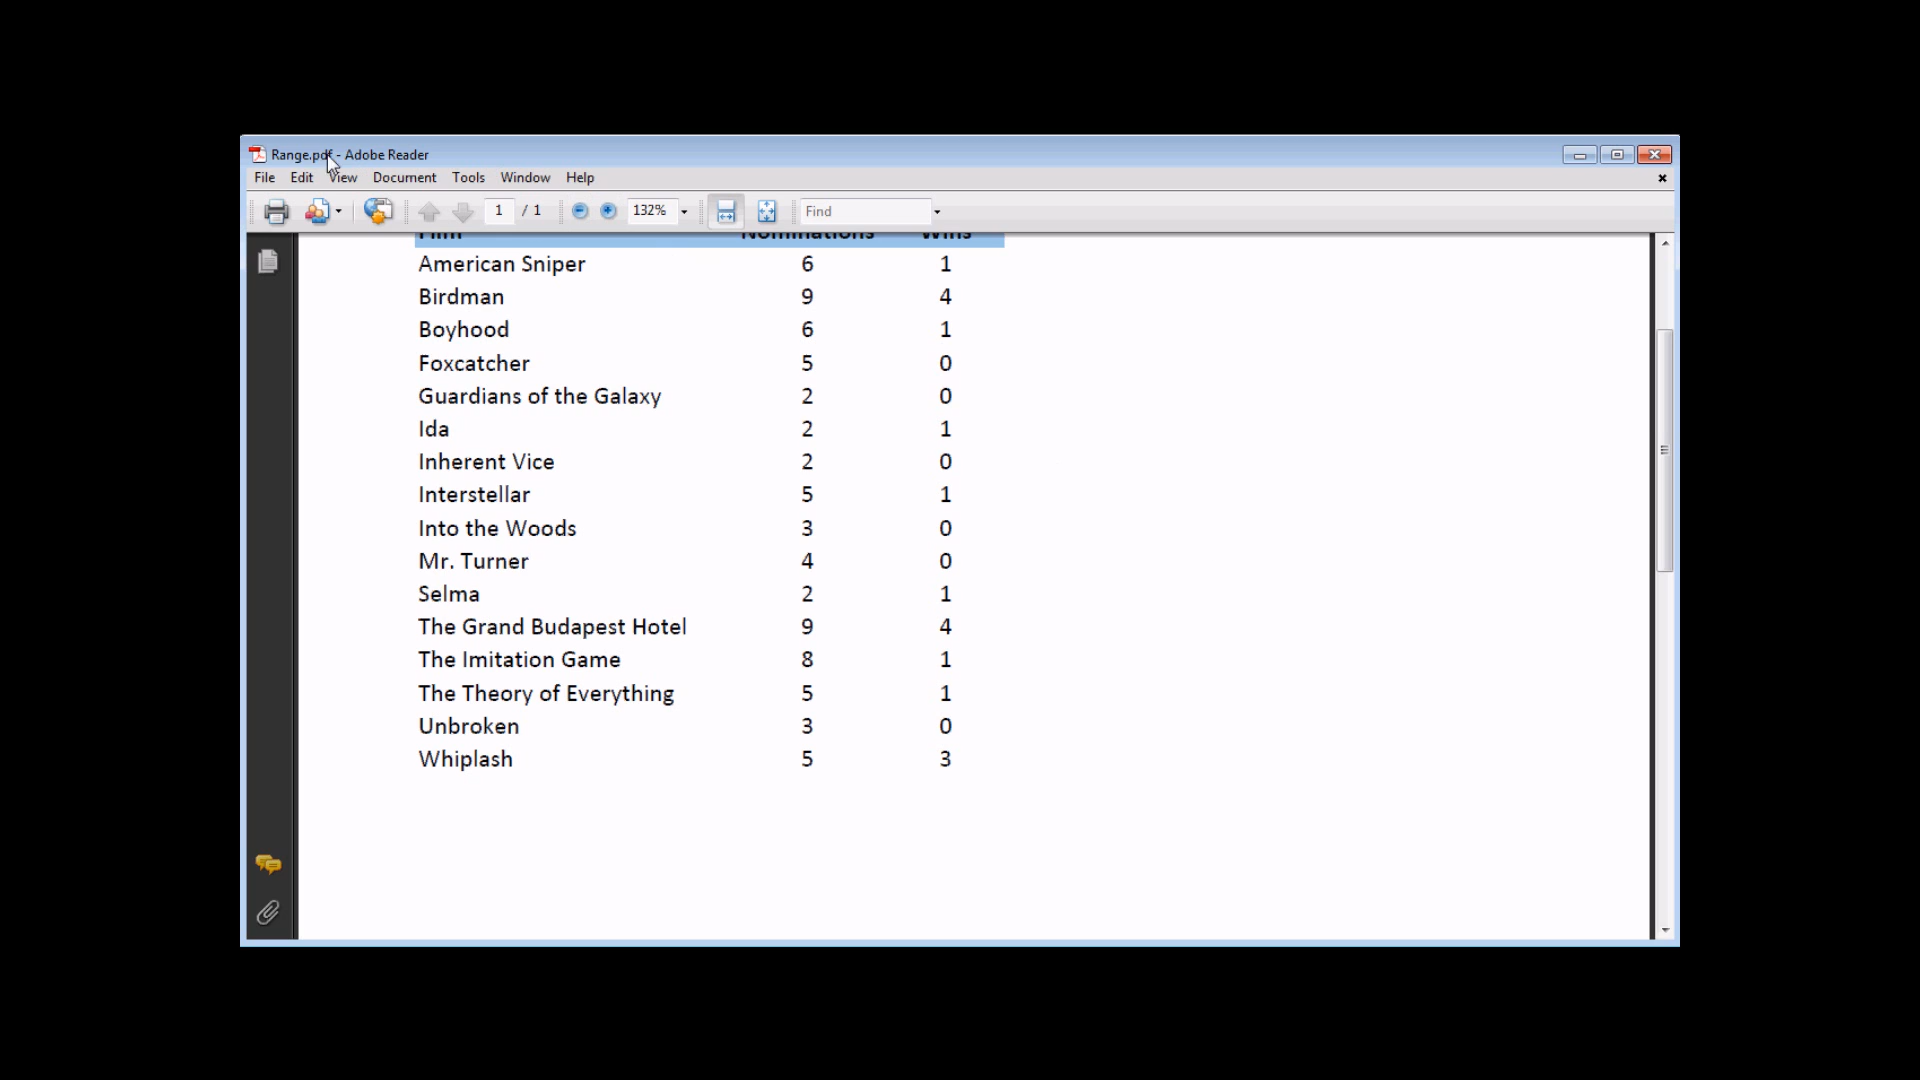 Range.pdf - Adobe Reader
File Edit View Document Tools Window Help
1 / 1 132% Find
Film Nominations Wins
American Sniper 6 1
Birdman 9 4
Boyhood 6 1
Foxcatcher 5 0
Guardians of the Galaxy 2 0
Ida 2 1
Inherent Vice 2 0
Interstellar 5 1
Into the Woods 3 0
Mr. Turner 4 0
Selma 2 1
The Grand Budapest Hotel 9 4
The Imitation Game 8 1
The Theory of Everything 5 1
Unbroken 3 0
Whiplash 5 3